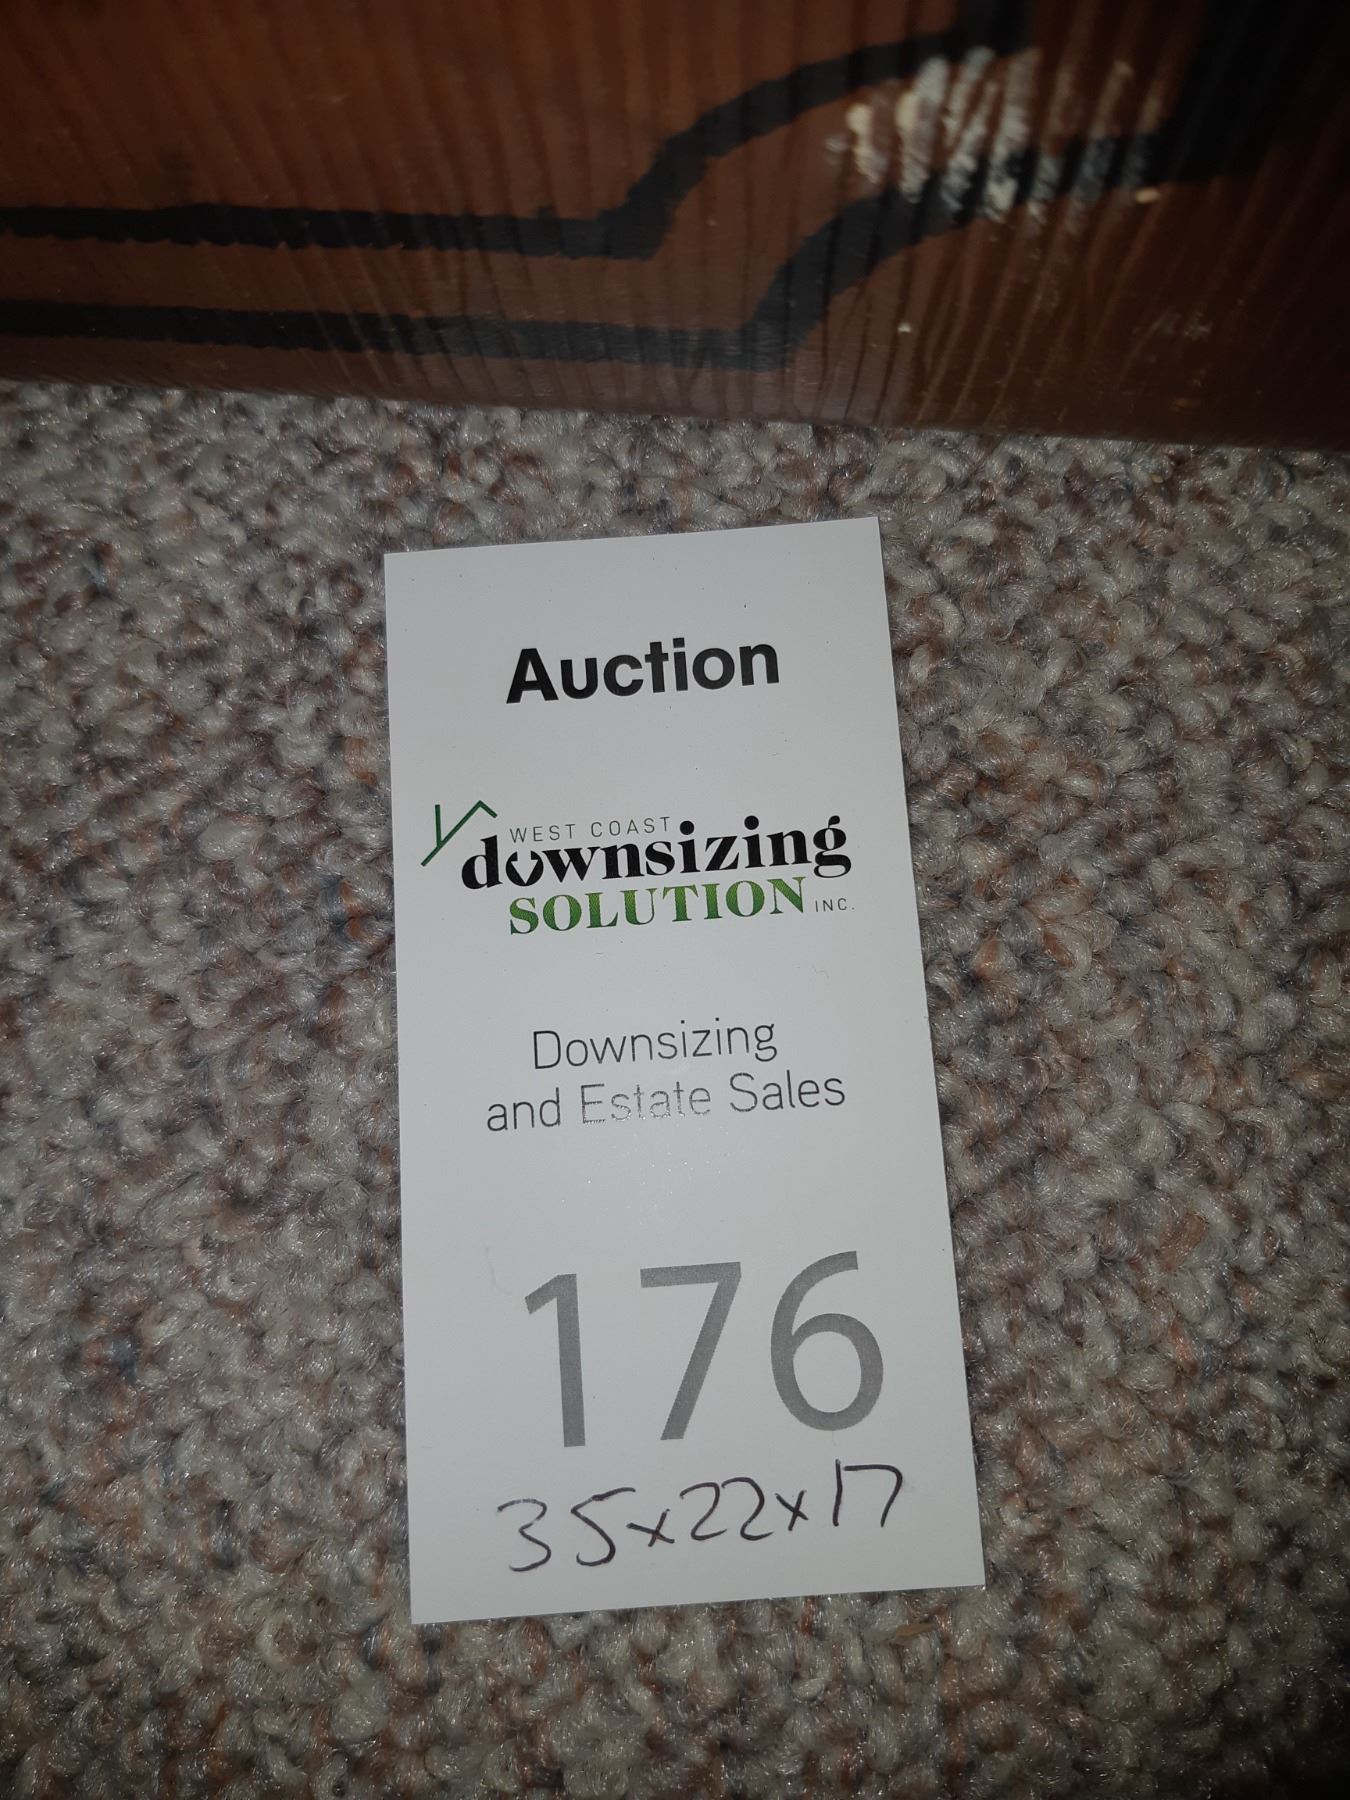 Auction
WEST COAST
downsizing
SOLUTION INC.
Downsizing
and Estate Sales
176
35x22x17